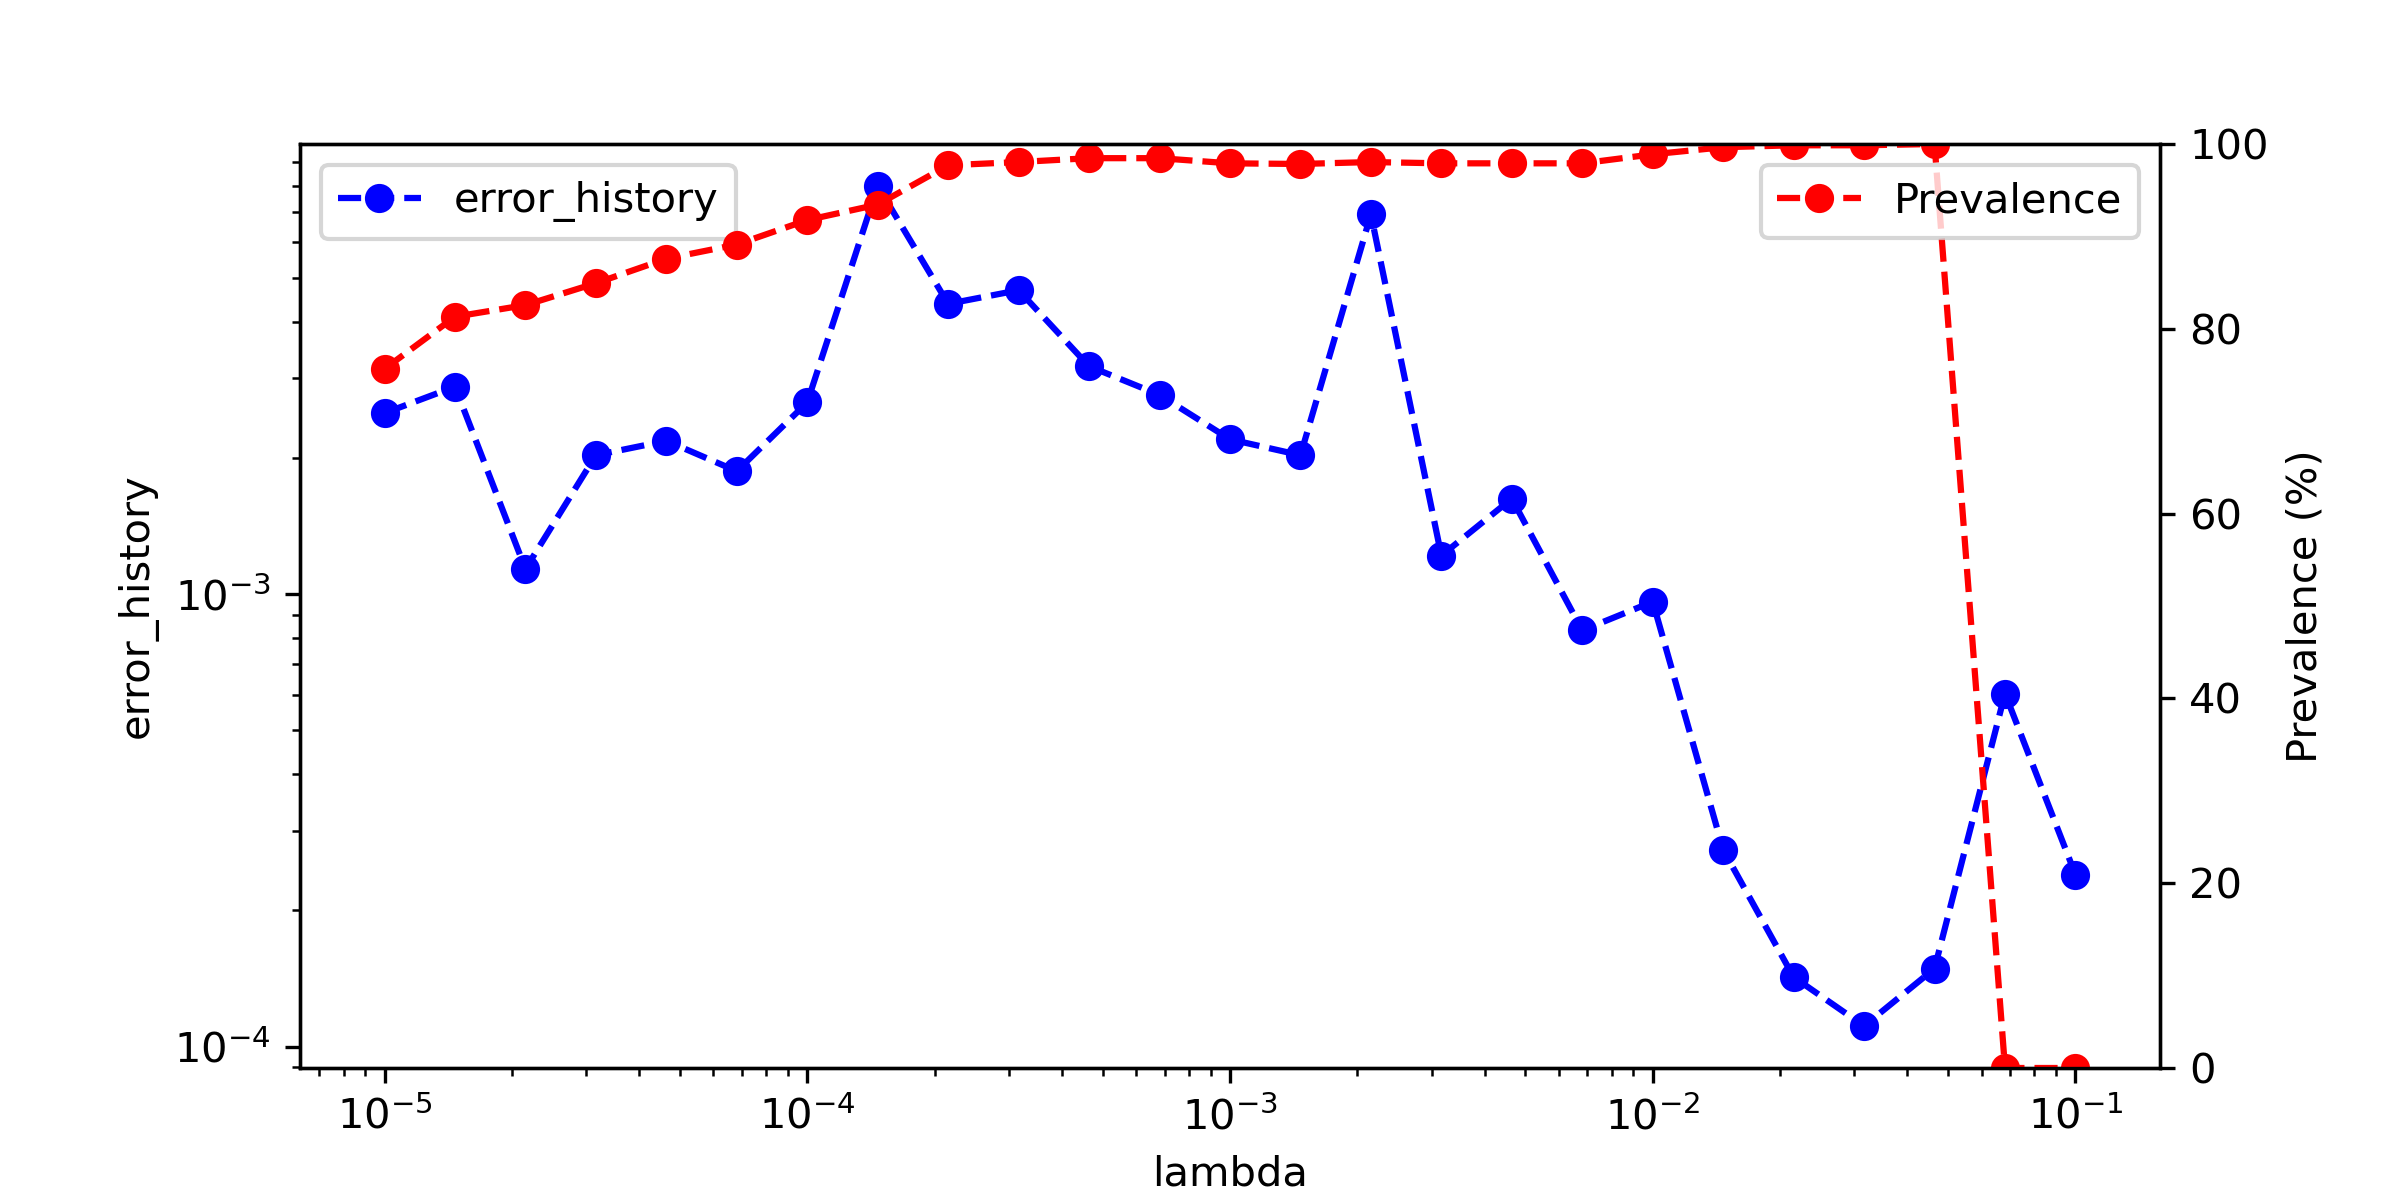 error_history
Prevalence
100
80
60
40
20
0
10⁻³
10⁻⁴
error_history
Prevalence (%)
10⁻⁵
10⁻⁴
10⁻³
10⁻²
10⁻¹
lambda